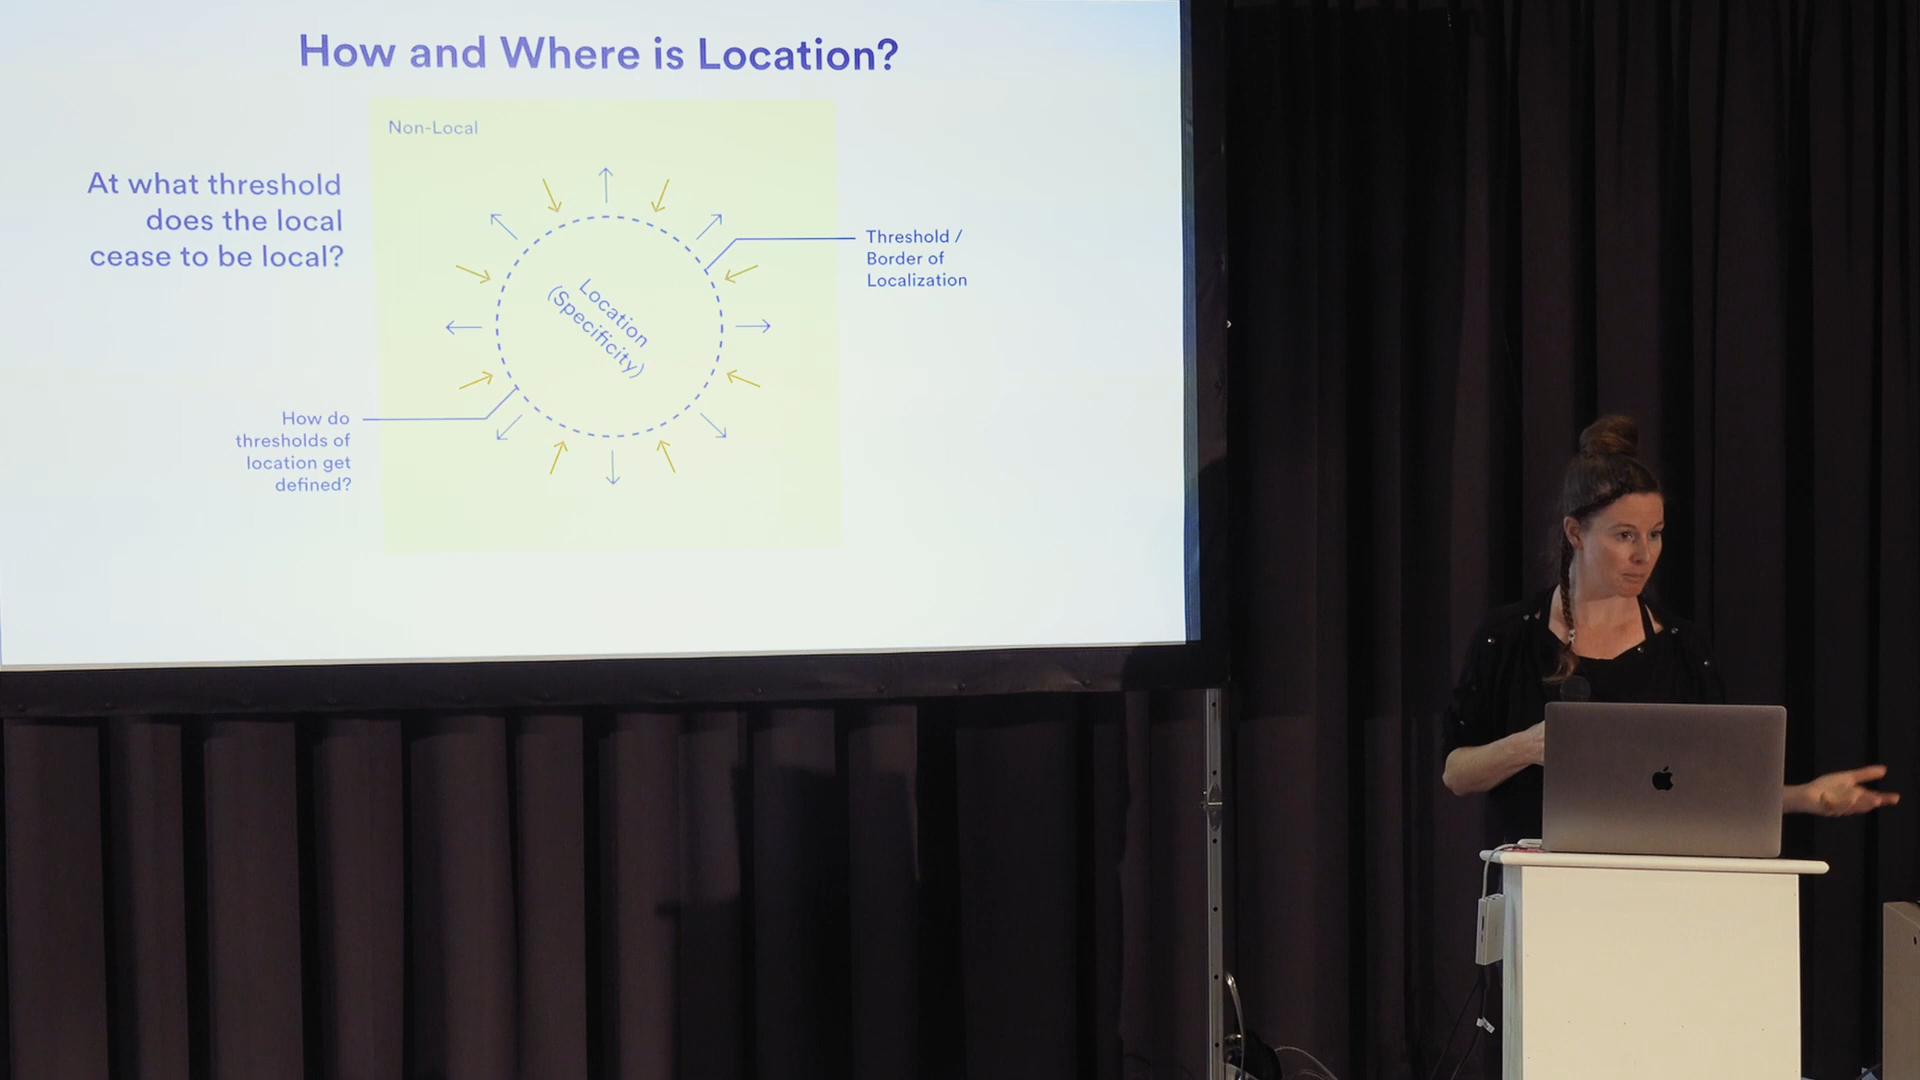 How and Where is Location?
Non-Local
At what threshold
does the local
cease to be local?
Threshold /
Border of
Localization
Location
(Specificity)
How do
thresholds of
location get
defined?